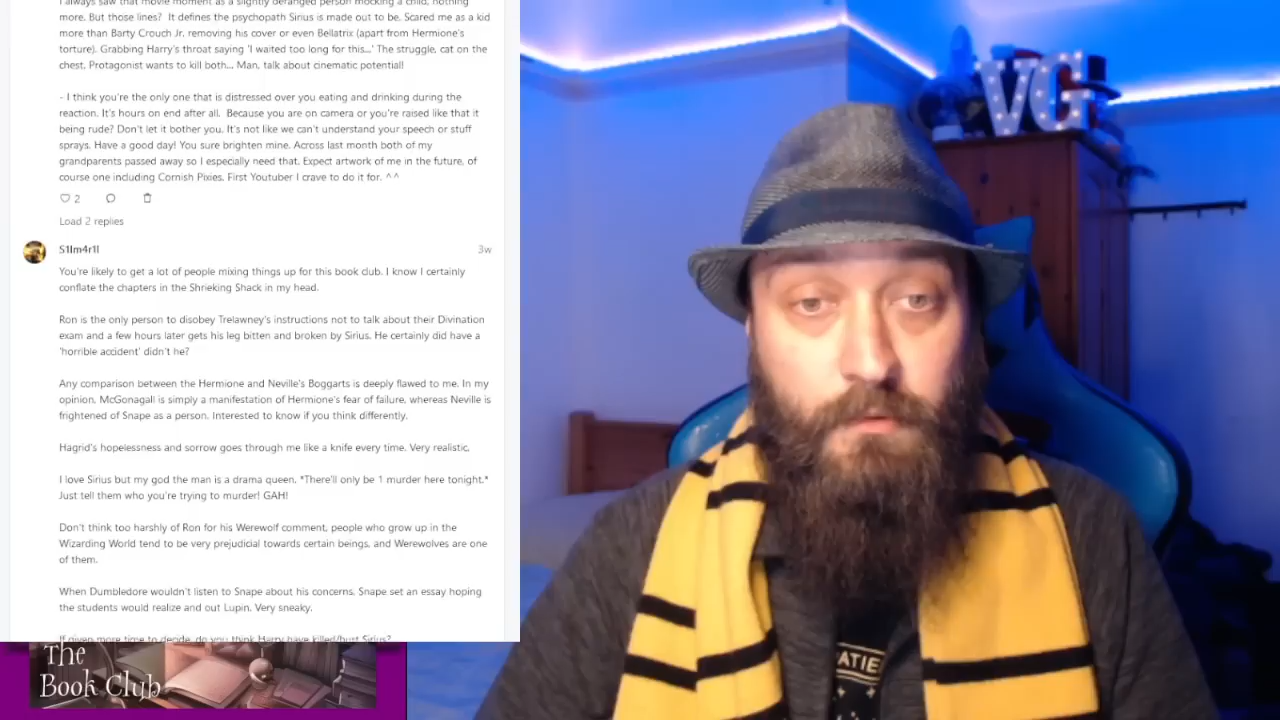 I always saw that movie moment as a slightly deranged person mocking a child, nothing
more. But those lines?  It defines the psychopath Sirius is made out to be. Scared me as a kid
more than Barty Crouch Jr. removing his cover or even Bellatrix (apart from Hermione's
torture). Grabbing Harry's throat saying 'I waited too long for this...' The struggle, cat on the
chest, Protagonist wants to kill both... Man, talk about cinematic potential!
- I think you're the only one that is distressed over you eating and drinking during the
reaction. It's hours on end after all.  Because you are on camera or you're raised like that it
being rude? Don't let it bother you. It's not like we can't understand your speech or stuff
sprays. Have a good day! You sure brighten mine. Across last month both of my
grandparents passed away so I especially need that. Expect artwork of me in the future, of
course one including Cornish Pixies. First Youtuber I crave to do it for. ^^
2
Load 2 replies
S1lm4r1l 3w
You're likely to get a lot of people mixing things up for this book club. I know I certainly
conflate the chapters in the Shrieking Shack in my head.
Ron is the only person to disobey Trelawney's instructions not to talk about their Divination
exam and a few hours later gets his leg bitten and broken by Sirius. He certainly did have a
'horrible accident' didn't he?
Any comparison between the Hermione and Neville's Boggarts is deeply flawed to me. In my
opinion, McGonagall is simply a manifestation of Hermione's fear of failure, whereas Neville is
frightened of Snape as a person. Interested to know if you think differently.
Hagrid's hopelessness and sorrow goes through me like a knife every time. Very realistic.
I love Sirius but my god the man is a drama queen. *There'll only be 1 murder here tonight.*
Just tell them who you're trying to murder! GAH!
Don't think too harshly of Ron for his Werewolf comment, people who grow up in the
Wizarding World tend to be very prejudicial towards certain beings, and Werewolves are one
of them.
When Dumbledore wouldn't listen to Snape about his concerns, Snape set an essay hoping
the students would realize and out Lupin. Very sneaky.
If given more time to decide, do you think Harry have killed/hurt Sirius?
The
Book Club
VG
ATIE